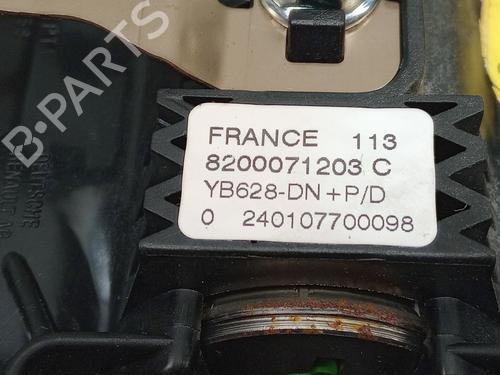 B-PARTS
FRANCE 113
8200071203 C
YB628-DN+P/D
0 240107700098